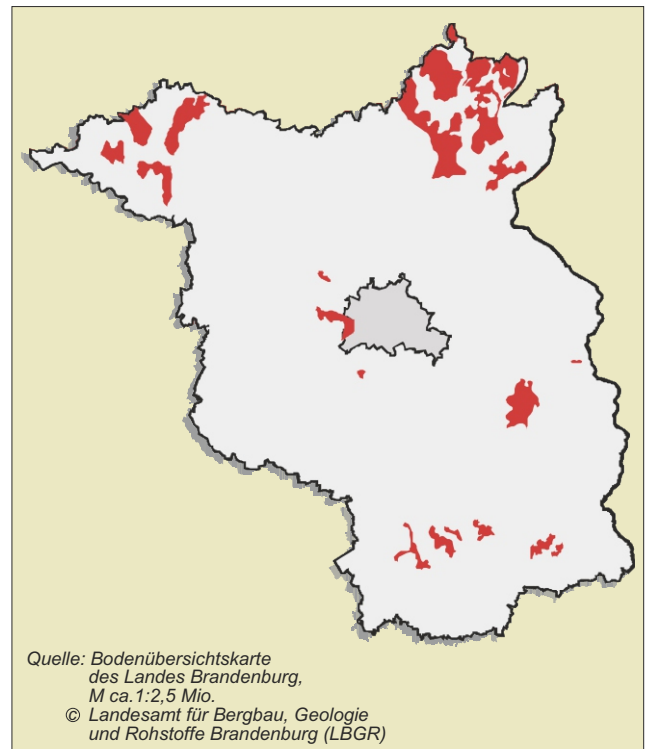 Quelle: Bodenübersichtskarte
des Landes Brandenburg,
M ca.1:2,5 Mio.
© Landesamt für Bergbau, Geologie
und Rohstoffe Brandenburg (LBGR)